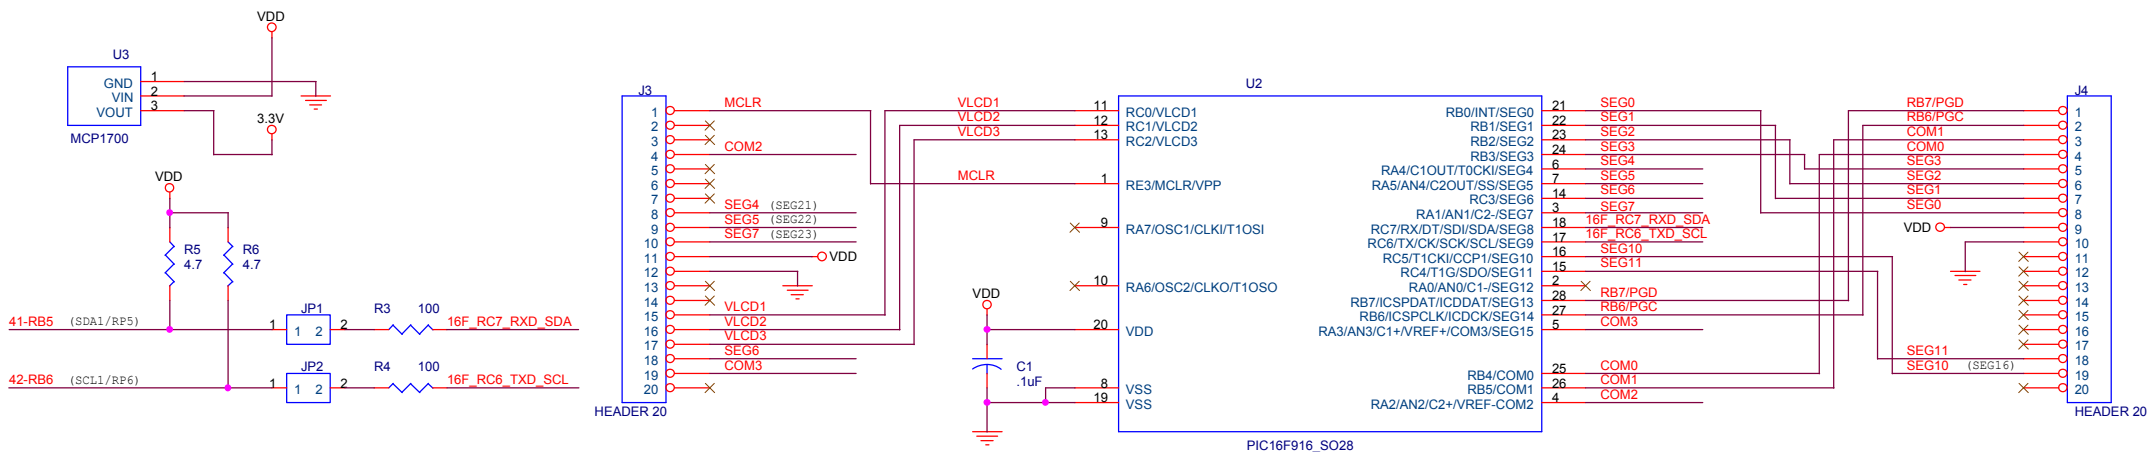 VDD
U3
GND 1
VIN 2
VOUT 3
MCP1700
3.3V
VDD
R5
4.7
R6
4.7
41-RB5 (SDA1/RP5)
1 JP1 2
1 2
R3 100
16F_RC7_RXD_SDA
42-RB6 (SCL1/RP6)
1 JP2 2
1 2
R4 100
16F_RC6_TXD_SCL
J3
1 MCLR
2
3
4 COM2
5
6
7
8 SEG4 (SEG21)
9 SEG5 (SEG22)
10 SEG7 (SEG23)
11 VDD
12
13
14
15 VLCD1
16 VLCD2
17 VLCD3
18 SEG6
19 COM3
20
HEADER 20
U2
VLCD1 11 RC0/VLCD1
VLCD2 12 RC1/VLCD2
VLCD3 13 RC2/VLCD3
MCLR 1 RE3/MCLR/VPP
9 RA7/OSC1/CLKI/T1OSI
10 RA6/OSC2/CLKO/T1OSO
VDD
20 VDD
C1
.1uF
8 VSS
19 VSS
RB0/INT/SEG0 21 SEG0
RB1/SEG1 22 SEG1
RB2/SEG2 23 SEG2
RB3/SEG3 24 SEG3
RA4/C1OUT/T0CKI/SEG4 6 SEG4
RA5/AN4/C2OUT/SS/SEG5 7 SEG5
RC3/SEG6 14 SEG6
RA1/AN1/C2-/SEG7 3 SEG7
RC7/RX/DT/SDI/SDA/SEG8 18 16F_RC7_RXD_SDA
RC6/TX/CK/SCK/SCL/SEG9 17 16F_RC6_TXD_SCL
RC5/T1CKI/CCP1/SEG10 16 SEG10
RC4/T1G/SDO/SEG11 15 SEG11
RA0/AN0/C1-/SEG12 2
RB7/ICSPDAT/ICDDAT/SEG13 28 RB7/PGD
RB6/ICSPCLK/ICDCK/SEG14 27 RB6/PGC
RA3/AN3/C1+/VREF+/COM3/SEG15 5 COM3
RB4/COM0 25 COM0
RB5/COM1 26 COM1
RA2/AN2/C2+/VREF-COM2 4 COM2
PIC16F916_SO28
J4
RB7/PGD 1
RB6/PGC 2
COM1 3
COM0 4
SEG3 5
SEG2 6
SEG1 7
SEG0 8
VDD 9
10
11
12
13
14
15
16
17
SEG11 18
SEG10 (SEG16) 19
20
HEADER 20